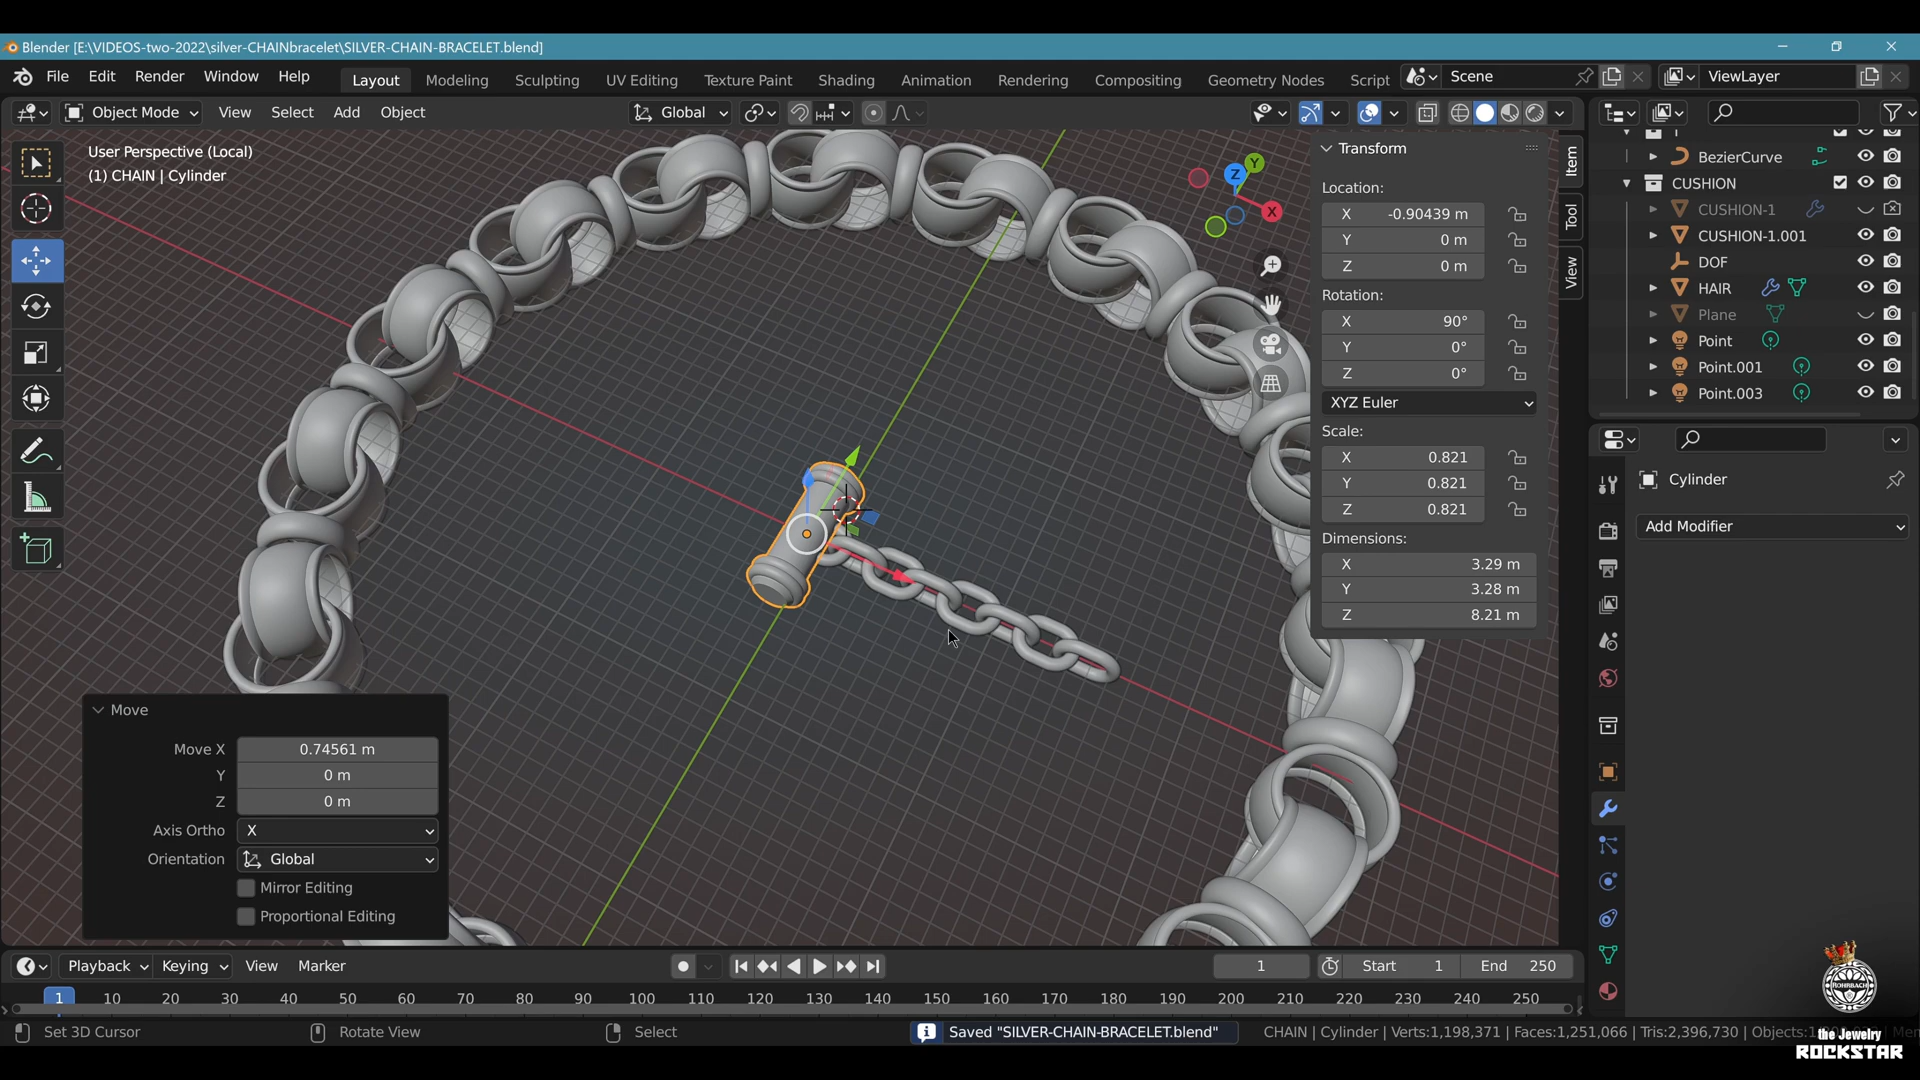 Blender [E:\VIDEOS-two-2022\silver-CHAINbracelet\SILVER-CHAIN-BRACELET.blend]
File Edit Render Window Help
Layout Modeling Sculpting UV Editing Texture Paint Shading Animation Rendering Compositing Geometry Nodes Script
Scene ViewLayer
Object Mode View Select Add Object Global
User Perspective (Local)
(1) CHAIN | Cylinder
Z Y X
Transform
Location:
X -0.90439 m
Y 0 m
Z 0 m
Rotation:
X 90°
Y 0°
Z 0°
XYZ Euler
Scale:
X 0.821
Y 0.821
Z 0.821
Dimensions:
X 3.29 m
Y 3.28 m
Z 8.21 m
Item
Tool
View
BezierCurve
CUSHION
CUSHION-1
CUSHION-1.001
DOF
HAIR
Plane
Point
Point.001
Point.003
Cylinder
Add Modifier
Move
Move X 0.74561 m
Y 0 m
Z 0 m
Axis Ortho X
Orientation Global
Mirror Editing
Proportional Editing
Playback Keying View Marker
1 Start 1 End 250
1 10 20 30 40 50 60 70 80 90 100 110 120 130 140 150 160 170 180 190 200 210 220 230 240 250
Set 3D Cursor Rotate View Select
Saved "SILVER-CHAIN-BRACELET.blend"
CHAIN | Cylinder | Verts:1,198,371 | Faces:1,251,066 | Tris:2,396,730 | Objects:1
ROHRBACH
the Jewelry
ROCKSTAR